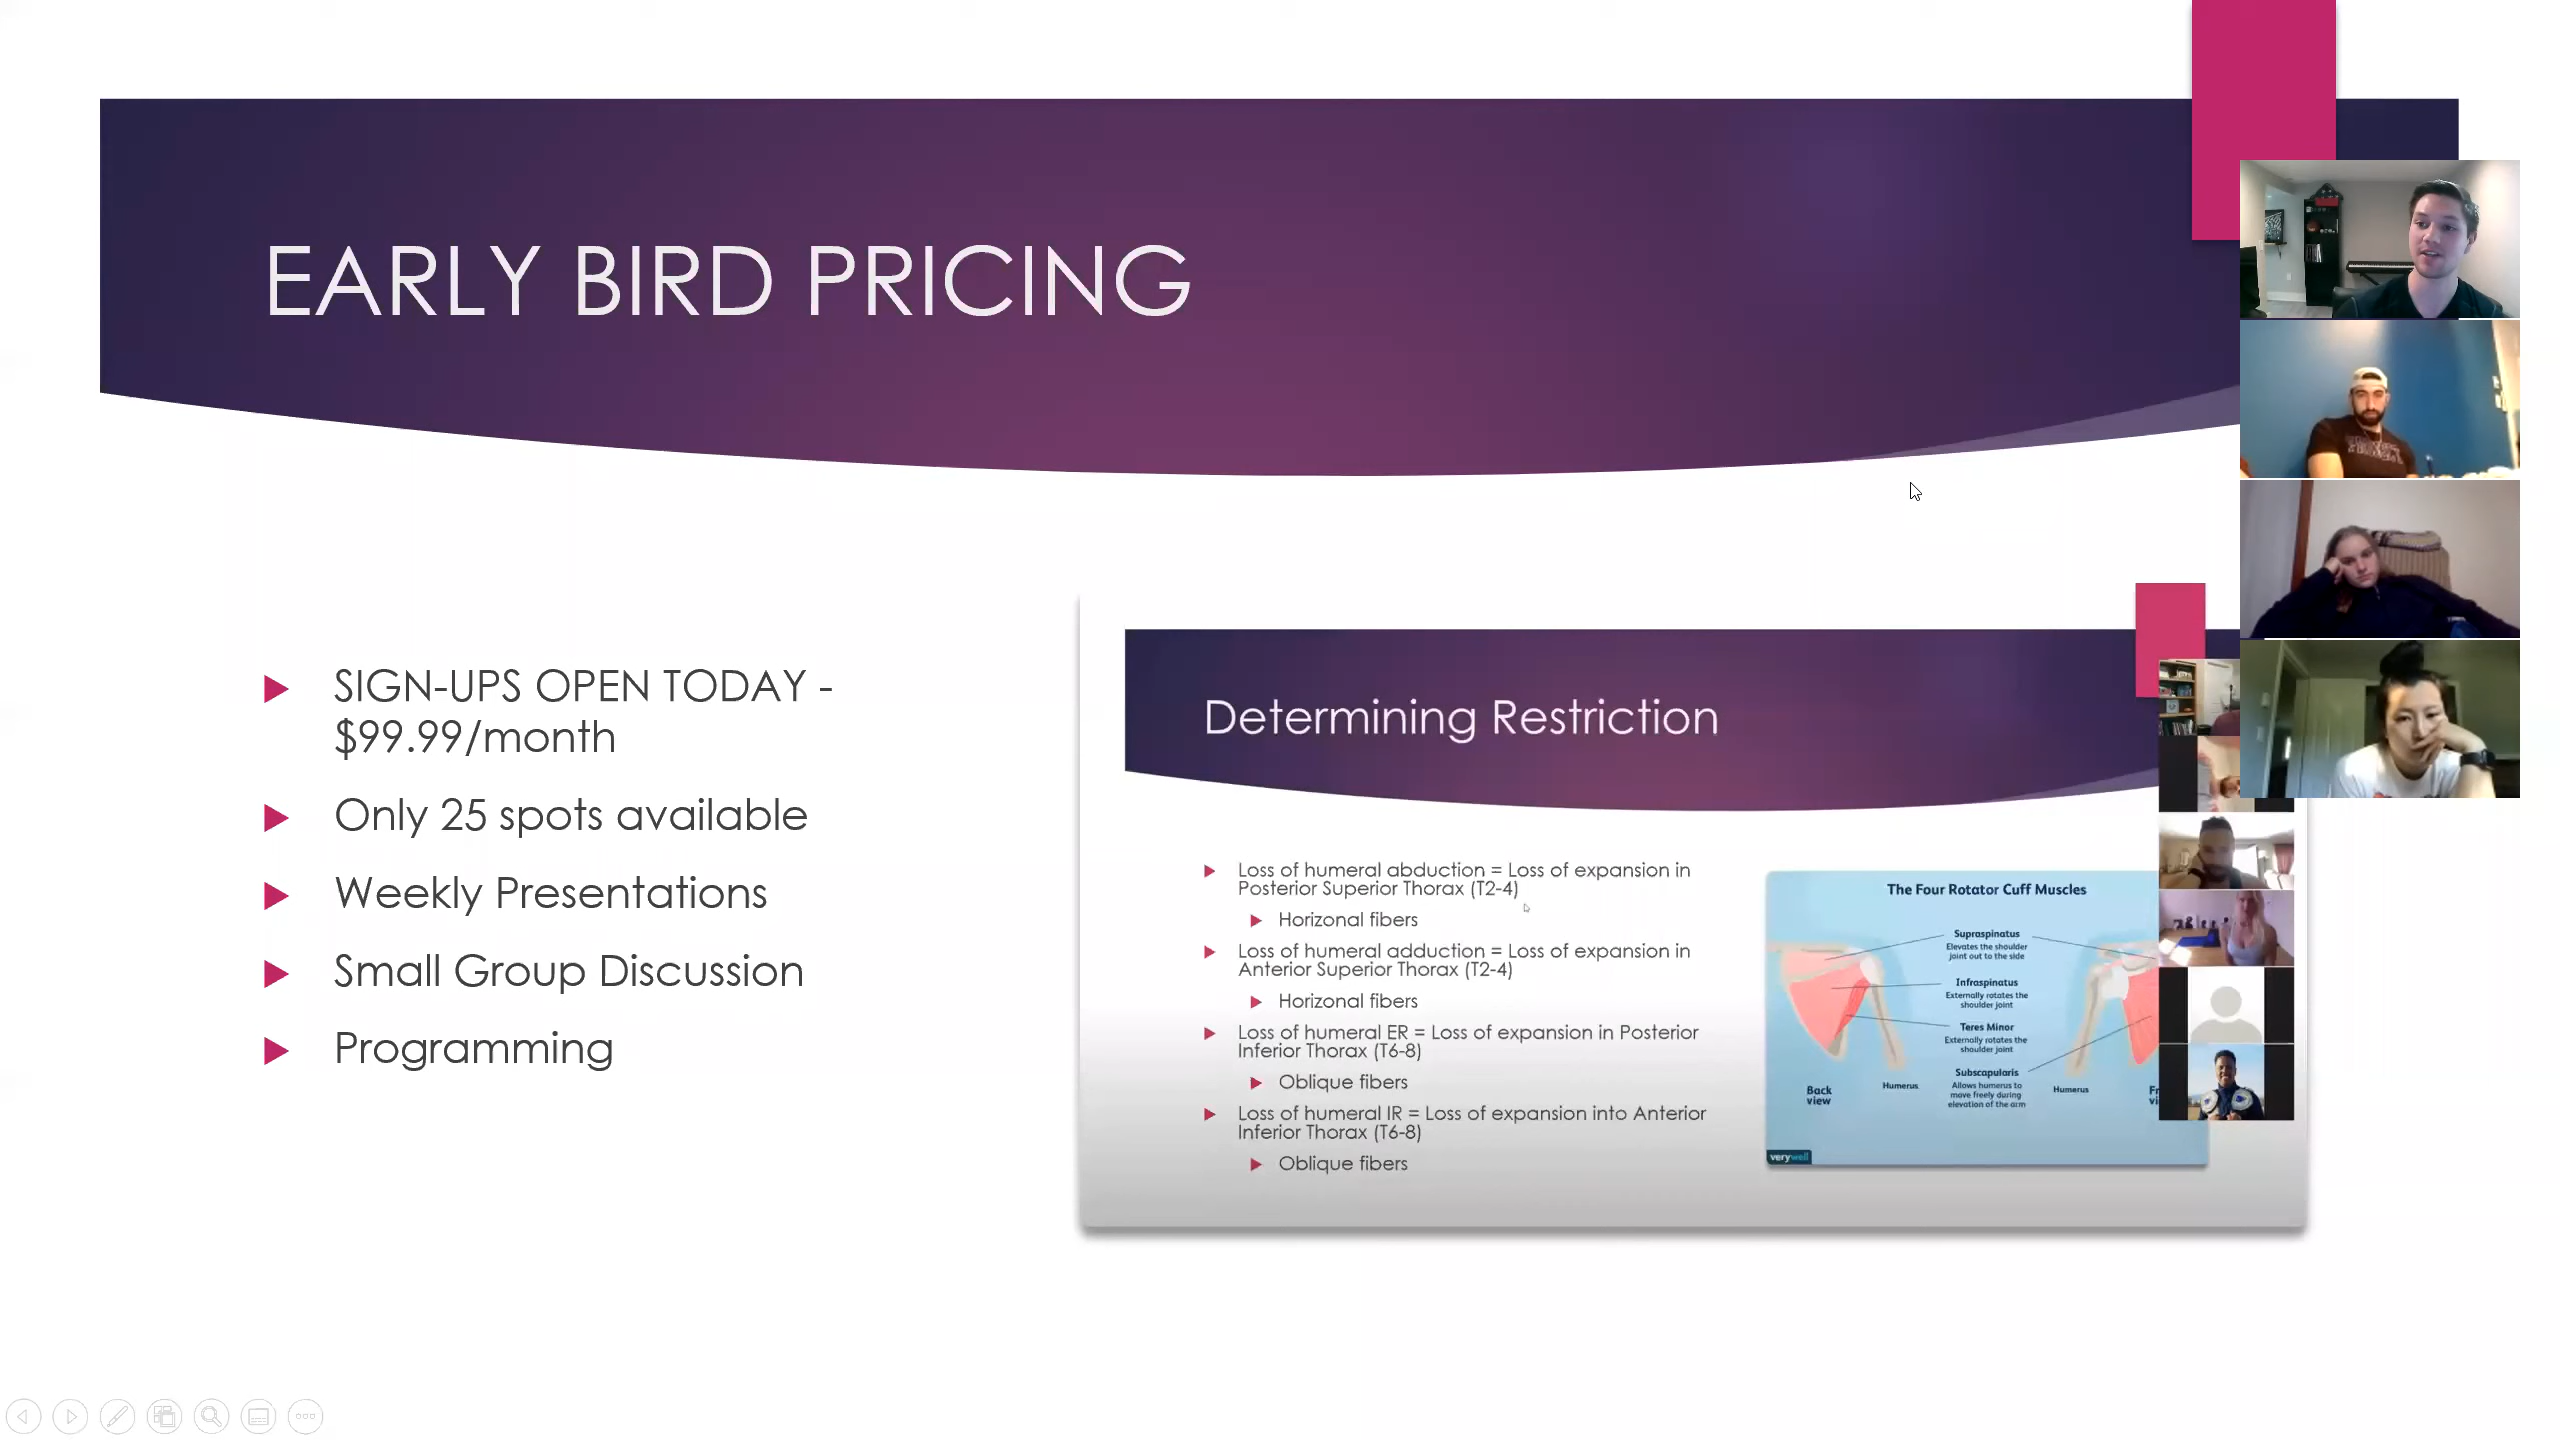 EARLY BIRD PRICING
SIGN-UPS OPEN TODAY -
$99.99/month
Only 25 spots available
Weekly Presentations
Small Group Discussion
Programming
Determining Restriction
Loss of humeral abduction = Loss of expansion in
Posterior Superior Thorax (T2-4)
Horizonal fibers
Loss of humeral adduction = Loss of expansion in
Anterior Superior Thorax (T2-4)
Horizonal fibers
Loss of humeral ER = Loss of expansion in Posterior
Inferior Thorax (T6-8)
Oblique fibers
Loss of humeral IR = Loss of expansion into Anterior
Inferior Thorax (T6-8)
Oblique fibers
The Four Rotator Cuff Muscles
Supraspinatus
Elevates the shoulder
joint out to the side
Infraspinatus
Externally rotates the
shoulder joint
Teres Minor
Externally rotates the
shoulder joint
Subscapularis
Allows humerus to
move freely during
elevation of the arm
Back
view
Humerus
Humerus
verywell